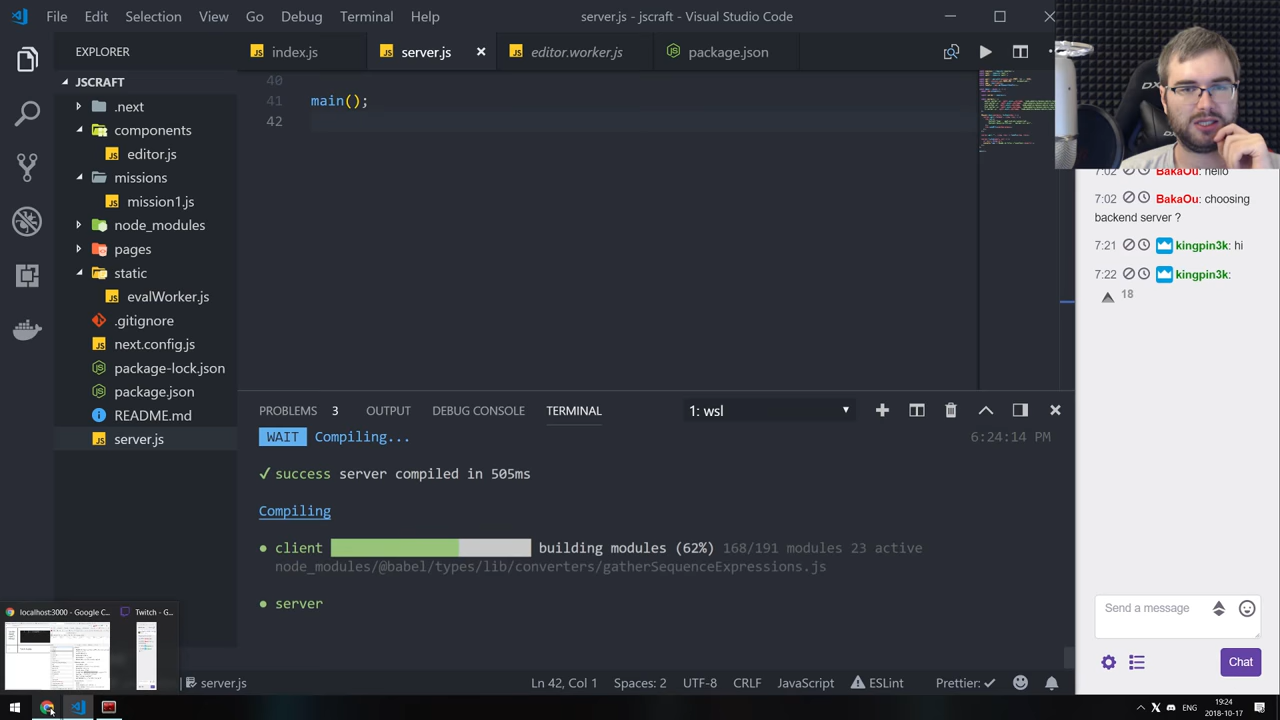 File Edit Selection View Go Debug Terminal Help
server.js - jscraft - Visual Studio Code
EXPLORER
JSCRAFT
.next
components
editor.js
missions
mission1.js
node_modules
pages
static
evalWorker.js
.gitignore
next.config.js
package-lock.json
package.json
README.md
server.js
index.js
server.js
package.json
40
41 main();
42
PROBLEMS 3 OUTPUT DEBUG CONSOLE TERMINAL 1: wsl
WAIT Compiling... 6:24:14 PM
✓ success server compiled in 505ms
Compiling
● client building modules (62%) 168/191 modules 23 active
node_modules/@babel/types/lib/converters/gatherSequenceExpressions.js
● server
localhost:3000 - Google C... Twitch - G...
server.js Ln 42, Col 1 Spaces: 2 UTF-8 JavaScript ESLint Prettier: ✓
7:02 BakaOu: hello
7:02 BakaOu: choosing
backend server ?
7:21 kingpin3k: hi
7:22 kingpin3k:
18
Send a message
Chat
ENG
19:24
2018-10-17